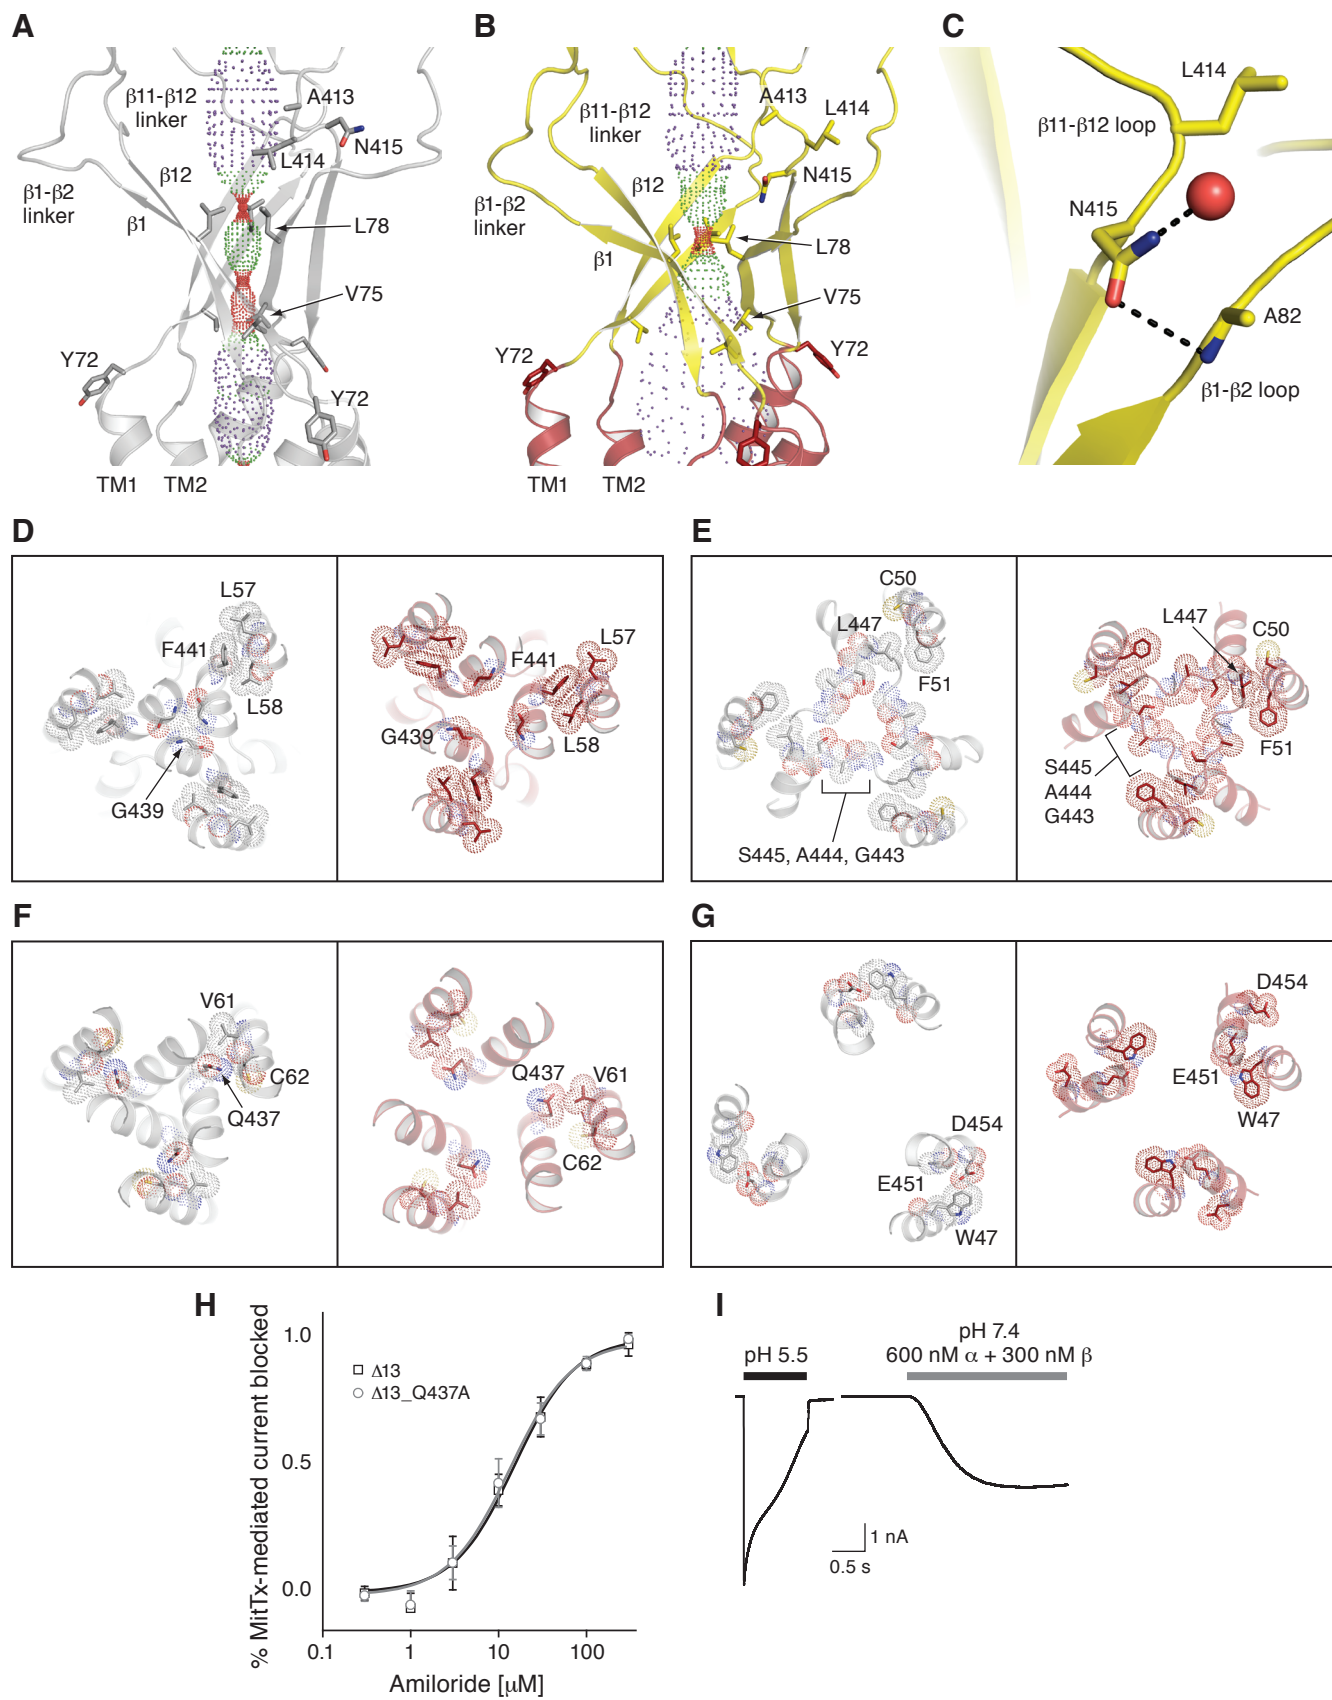 A
β11-β12
linker
A413
N415
L414
β12
β1-β2
linker
β1
L78
V75
Y72
Y72
TM1
TM2
B
β11-β12
linker
A413
L414
N415
β12
β1-β2
linker
β1
L78
V75
Y72
Y72
TM1
TM2
C
L414
β11-β12 loop
N415
A82
β1-β2 loop
D
L57
F441
L58
G439
L57
F441
G439
L58
E
C50
L447
F51
S445, A444, G443
L447
C50
F51
S445
A444
G443
F
V61
C62
Q437
Q437
V61
C62
G
D454
E451
W47
D454
E451
W47
H
% MitTx-mediated current blocked
1.0
0.5
0.0
Δ13
Δ13_Q437A
0.1
1
10
100
Amiloride [μM]
I
pH 5.5
pH 7.4
600 nM α + 300 nM β
1 nA
0.5 s